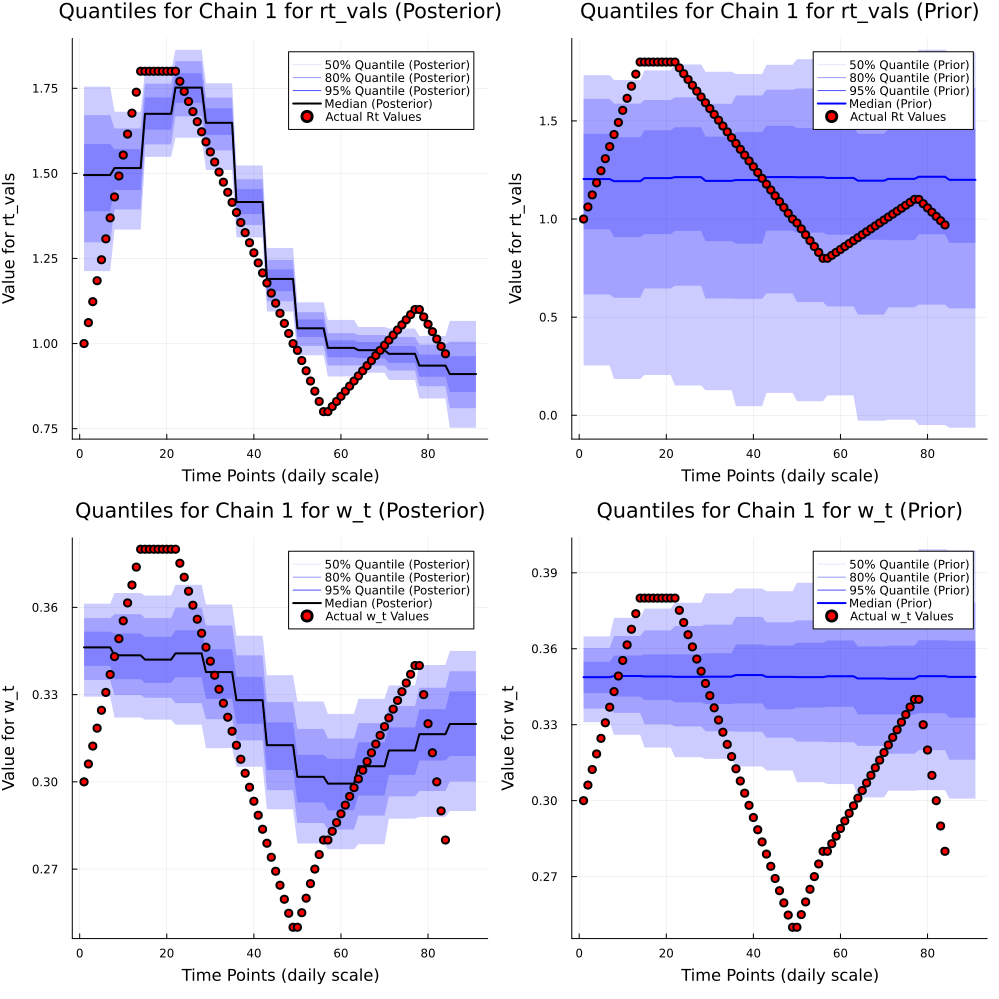 Quantiles for Chain 1 for rt_vals (Posterior)
Value for rt_vals
1.75
1.50
1.25
1.00
0.75
50% Quantile (Posterior)
80% Quantile (Posterior)
95% Quantile (Posterior)
Median (Posterior)
Actual Rt Values
0 20 40 60 80
Time Points (daily scale)
Quantiles for Chain 1 for rt_vals (Prior)
Value for rt_vals
1.5
1.0
0.5
0.0
50% Quantile (Prior)
80% Quantile (Prior)
95% Quantile (Prior)
Median (Prior)
Actual Rt Values
0 20 40 60 80
Time Points (daily scale)
Quantiles for Chain 1 for w_t (Posterior)
Value for w_t
0.36
0.33
0.30
0.27
50% Quantile (Posterior)
80% Quantile (Posterior)
95% Quantile (Posterior)
Median (Posterior)
Actual w_t Values
0 20 40 60 80
Time Points (daily scale)
Quantiles for Chain 1 for w_t (Prior)
Value for w_t
0.39
0.36
0.33
0.30
0.27
50% Quantile (Prior)
80% Quantile (Prior)
95% Quantile (Prior)
Median (Prior)
Actual w_t Values
0 20 40 60 80
Time Points (daily scale)